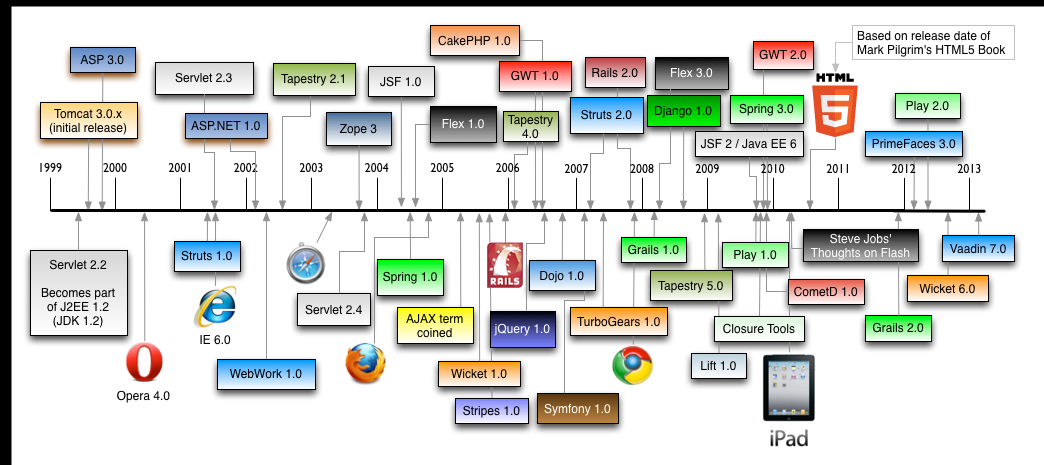 Based on release date of
Mark Pilgrim's HTML5 Book
CakePHP 1.0
ASP 3.0
GWT 2.0
Servlet 2.3
Tapestry 2.1
JSF 1.0
GWT 1.0
Rails 2.0
Flex 3.0
HTML
5
Tomcat 3.0.x
(initial release)
ASP.NET 1.0
Zope 3
Flex 1.0
Tapestry
4.0
Struts 2.0
Django 1.0
Spring 3.0
Play 2.0
JSF 2 / Java EE 6
PrimeFaces 3.0
1999
2000
2001
2002
2003
2004
2005
2006
2007
2008
2009
2010
2011
2012
2013
Servlet 2.2
Becomes part
of J2EE 1.2
(JDK 1.2)
Struts 1.0
Spring 1.0
RAILS
Dojo 1.0
Grails 1.0
Play 1.0
Steve Jobs'
Thoughts on Flash
Vaadin 7.0
Servlet 2.4
Tapestry 5.0
CometD 1.0
Wicket 6.0
IE 6.0
AJAX term
coined
jQuery 1.0
TurboGears 1.0
Closure Tools
Grails 2.0
Opera 4.0
WebWork 1.0
Wicket 1.0
Lift 1.0
Stripes 1.0
Symfony 1.0
iPad